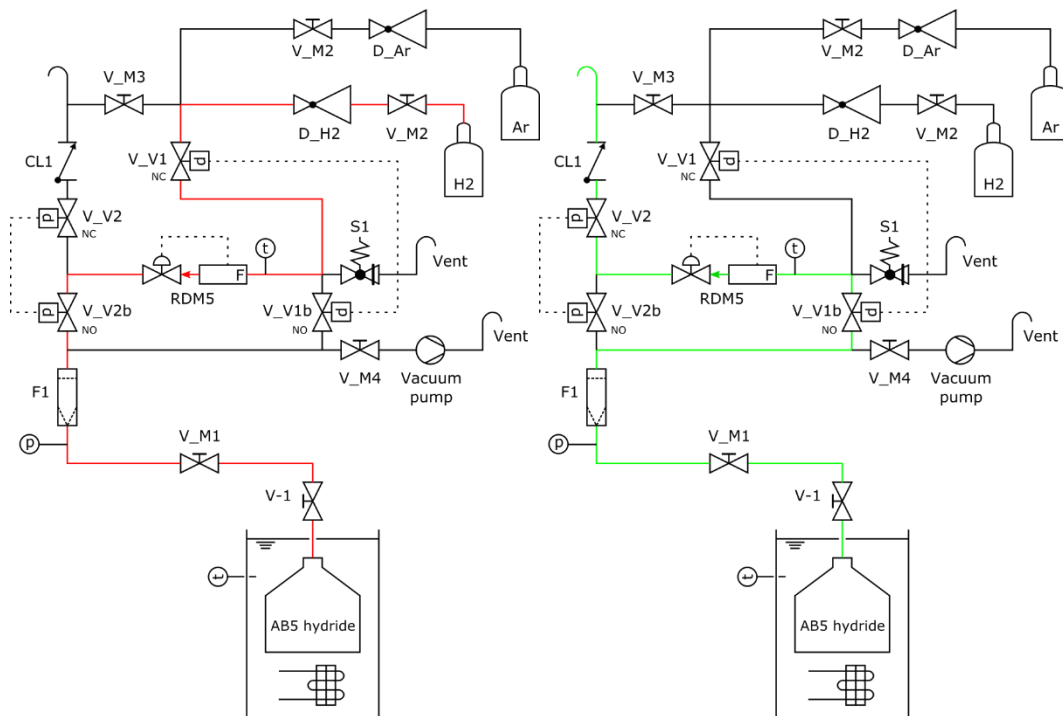 V_M2
D_Ar
V_M3
Ar
D_H2
V_M2
CL1
V_V1
NC
d
H2
p
V_V2
NC
S1
t
F
RDM5
Vent
p
V_V2b
NO
V_V1b
NO
d
Vent
V_M4
Vacuum
pump
F1
p
V_M1
V-1
t
AB5 hydride
V_M2
D_Ar
V_M3
Ar
D_H2
V_M2
CL1
V_V1
NC
d
H2
p
V_V2
NC
S1
t
F
RDM5
Vent
p
V_V2b
NO
V_V1b
NO
d
Vent
V_M4
Vacuum
pump
F1
p
V_M1
V-1
t
AB5 hydride